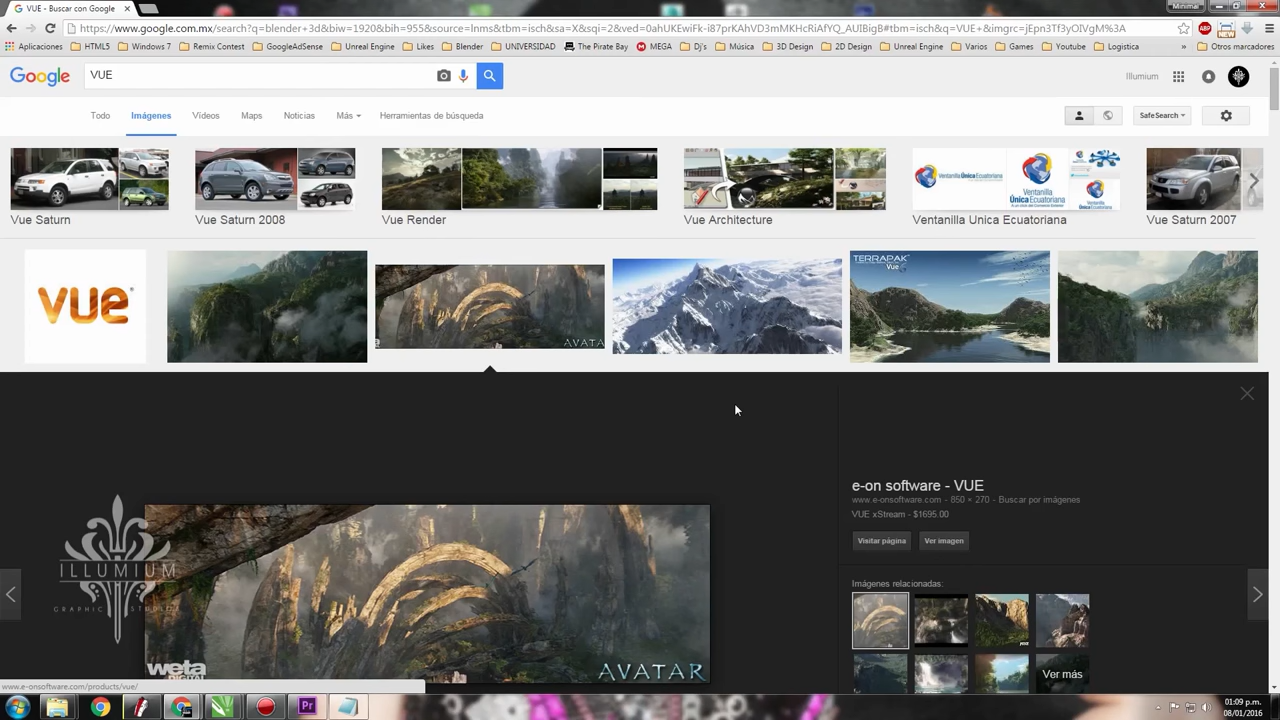 VUE - Buscar con Google
Minimal
https://www.google.com.mx/search?q=blender+3d&biw=1920&bih=955&source=lnms&tbm=isch&sa=X&sqi=2&ved=0ahUKEwiFk-i87prKAhVD3mMKHcRiAfYQ_AUIBigB#tbm=isch&q=VUE+&imgrc=jEpn3Tf3yOIVgM%3A
Aplicaciones HTML5 Windows 7 Remix Contest GoogleAdSense Unreal Engine Likes Blender UNIVERSIDAD The Pirate Bay MEGA Dj's Música 3D Design 2D Design Unreal Engine Varios Games Youtube Logistica » Otros marcadores
Google VUE Illumium
Todo Imágenes Vídeos Maps Noticias Más Herramientas de búsqueda SafeSearch
Vue Saturn Vue Saturn 2008 Vue Render Vue Architecture Ventanilla Única Ecuatoriana Vue Saturn 2007
vue
AVATAR
TERRAPAK
Vue
e-on software - VUE
www.e-onsoftware.com - 850 × 270 - Buscar por imágenes
VUE xStream - $1695.00
Visitar página Ver imagen
Imágenes relacionadas:
ILLUMIUM
GRAPHIC STUDIOS
weta
DIGITAL
AVATAR
Ver más
www.e-onsoftware.com/products/vue/
01:09 p.m.
08/01/2016